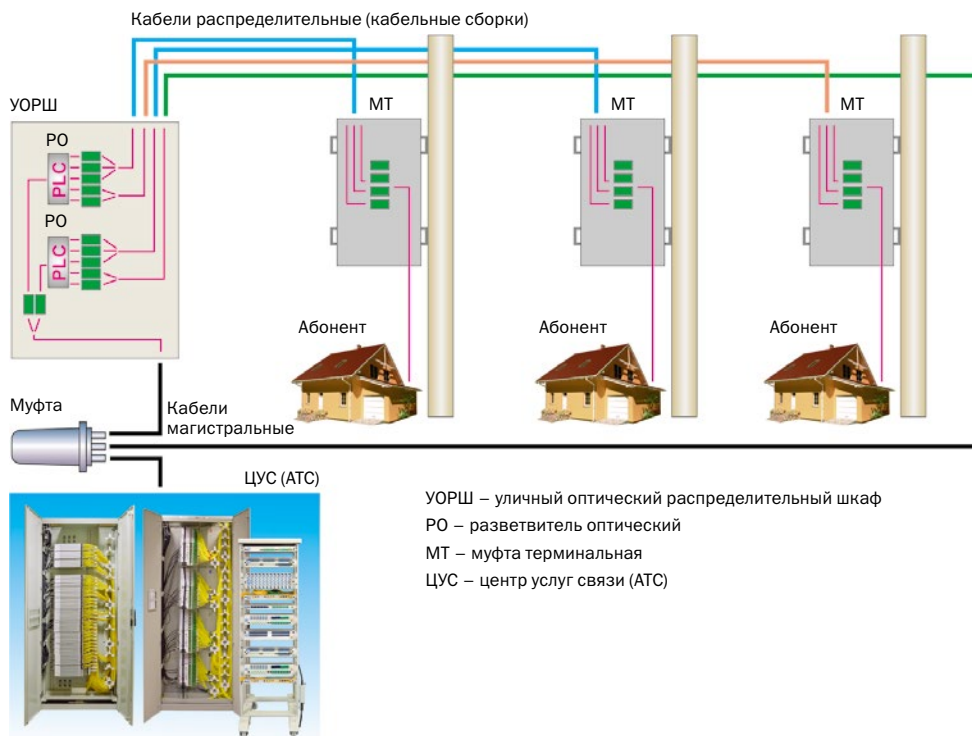 Кабели распределительные (кабельные сборки)
УОРШ
МТ
МТ
МТ
РО
PLC
РО
PLC
Абонент
Абонент
Абонент
Муфта
Кабели
магистральные
ЦУС (АТС)
УОРШ – уличный оптический распределительный шкаф
РО – разветвитель оптический
МТ – муфта терминальная
ЦУС – центр услуг связи (АТС)